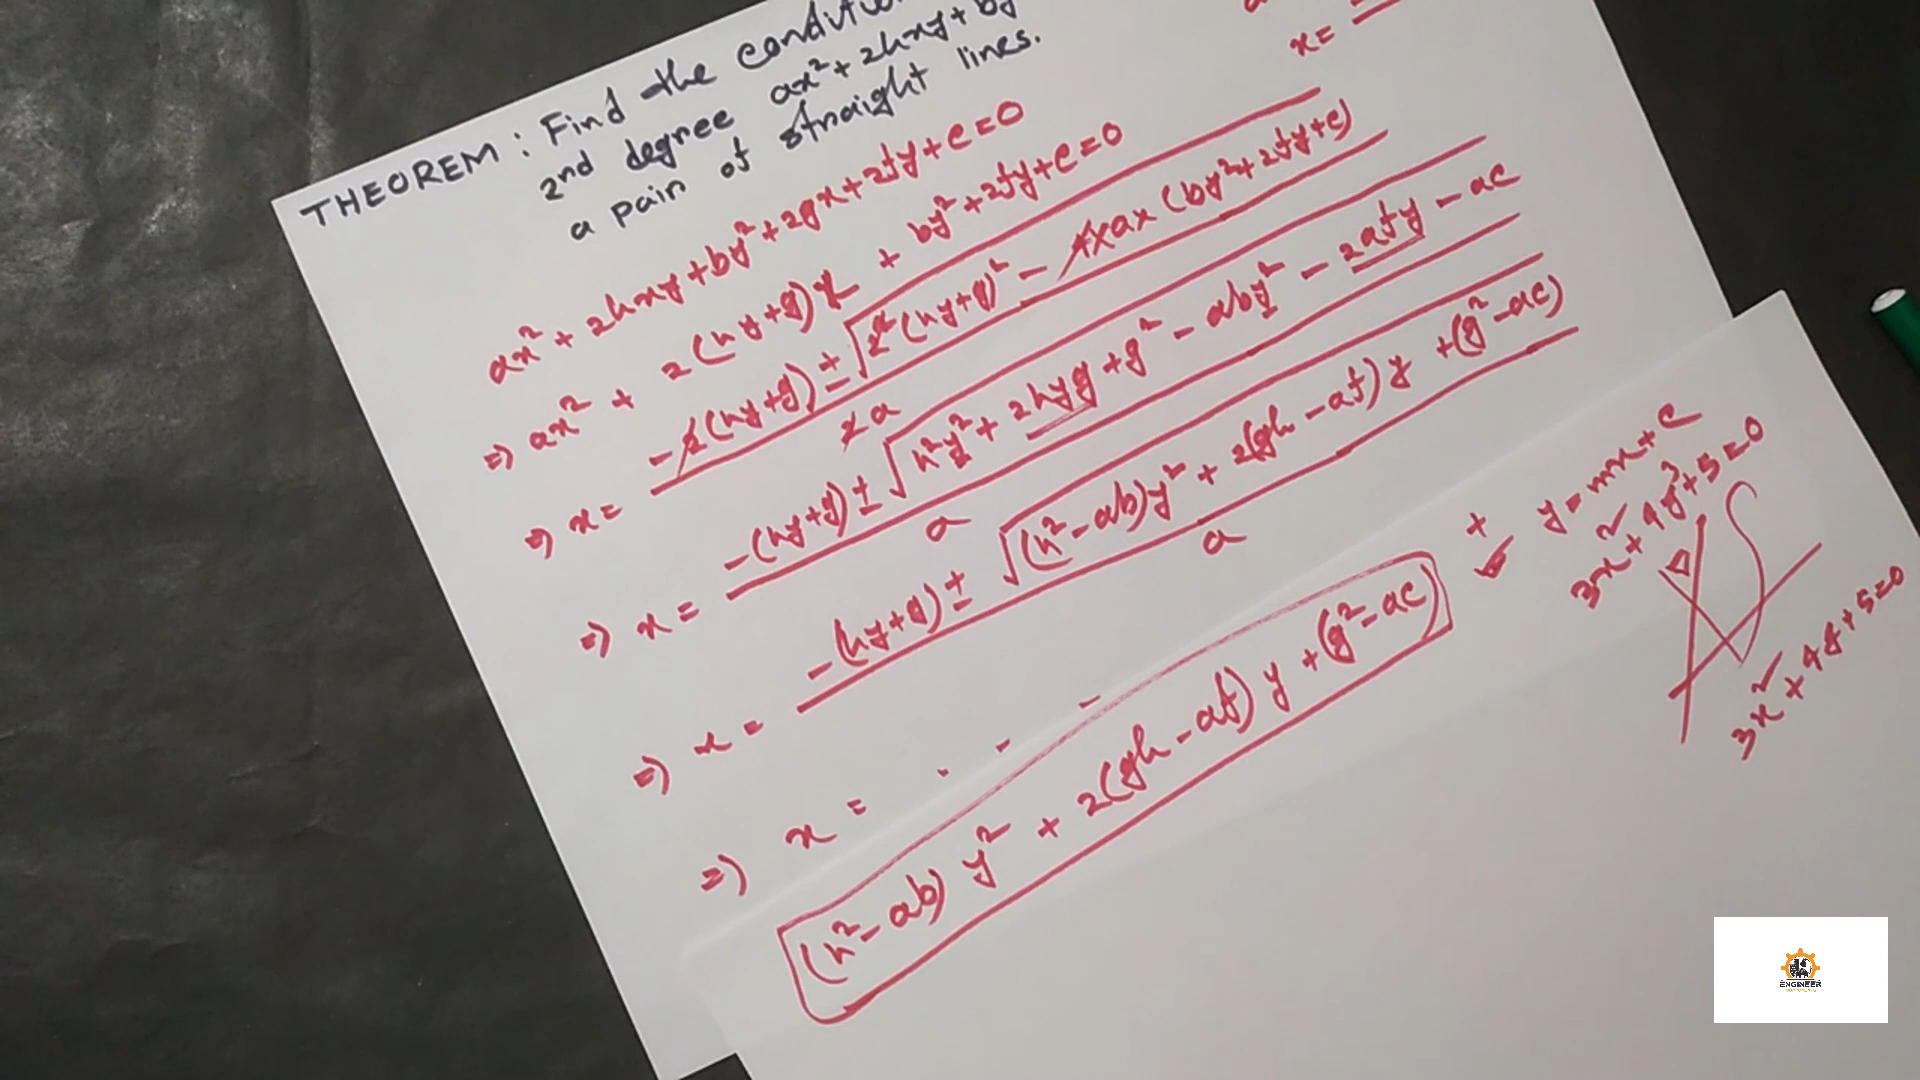 THEOREM: Find the condition
2nd degree ax² + 2hxy + by
a pair of straight lines.
x =
ax² + 2hxy + by² + 2gx + 2fy + c = 0
⇒ ax² + 2(hy+g)x + by² + 2fy + c = 0
⇒ x = -2(hy+g) ± √2²(hy+g)² - 4×a×(by²+2fy+c)
2a
⇒ x = -(hy+g) ± √h²y² + 2hyg + g² - aby² - 2afy - ac
a
⇒ x = -(hy+g) ± √(h²-ab)y² + 2(gh-af)y + (g²-ac)
a
⇒ x = - - -
(h²-ab)y² + 2(gh-af)y + (g²-ac)
y = mx + c
3x² + 4y² + 5 = 0
3x² + 4y + 5 = 0
ENGINEER